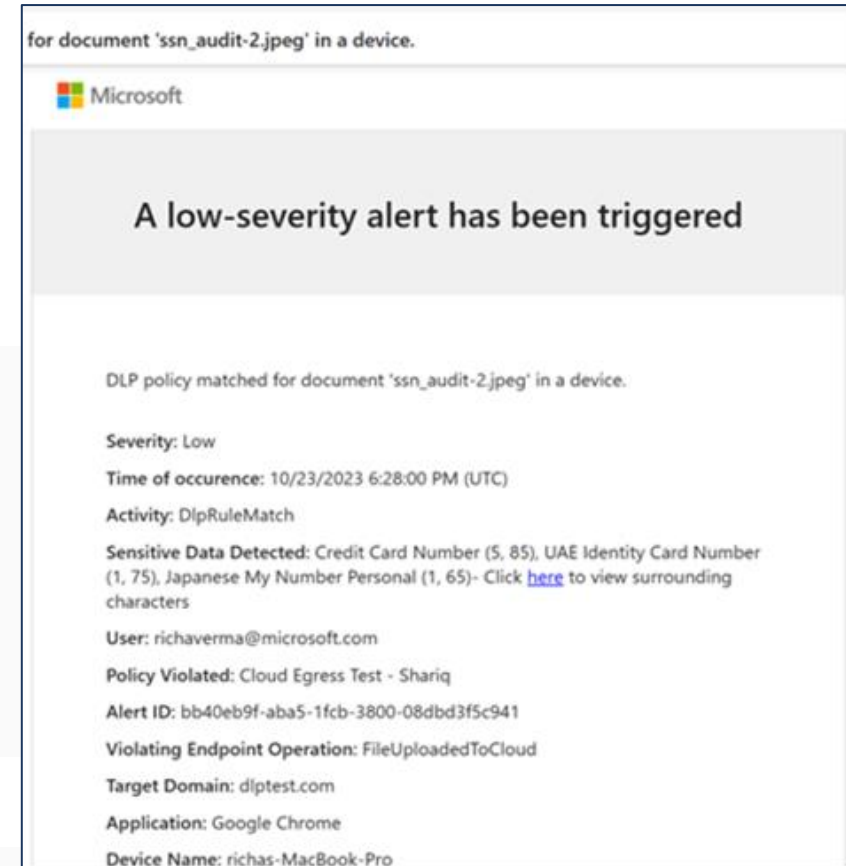 for document 'ssn_audit-2.jpeg' in a device.
Microsoft
A low-severity alert has been triggered
DLP policy matched for document 'ssn_audit-2.jpeg' in a device.
Severity: Low
Time of occurence: 10/23/2023 6:28:00 PM (UTC)
Activity: DlpRuleMatch
Sensitive Data Detected: Credit Card Number (5, 85), UAE Identity Card Number
(1, 75), Japanese My Number Personal (1, 65)- Click here to view surrounding
characters
User: richaverma@microsoft.com
Policy Violated: Cloud Egress Test - Shariq
Alert ID: bb40eb9f-aba5-1fcb-3800-08dbd3f5c941
Violating Endpoint Operation: FileUploadedToCloud
Target Domain: dlptest.com
Application: Google Chrome
Device Name: richas-MacBook-Pro